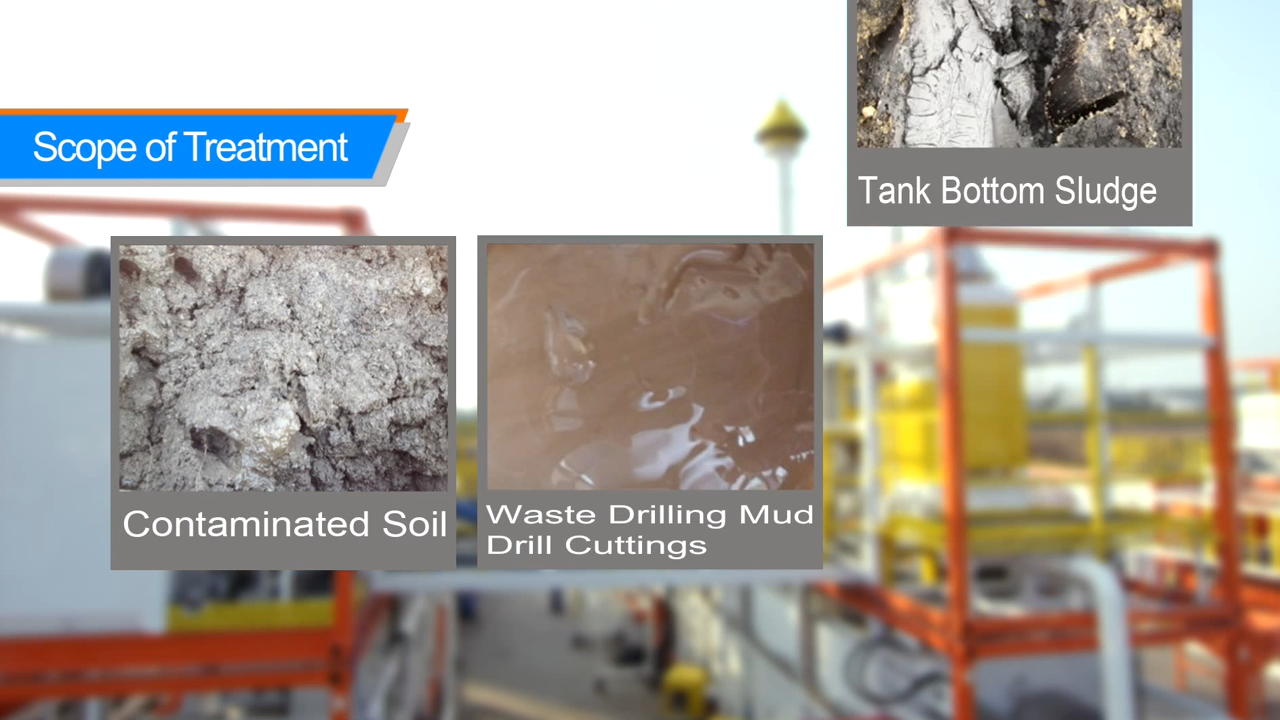 Scope of Treatment
Tank Bottom Sludge
Contaminated Soil
Waste Drilling Mud
Drill Cuttings